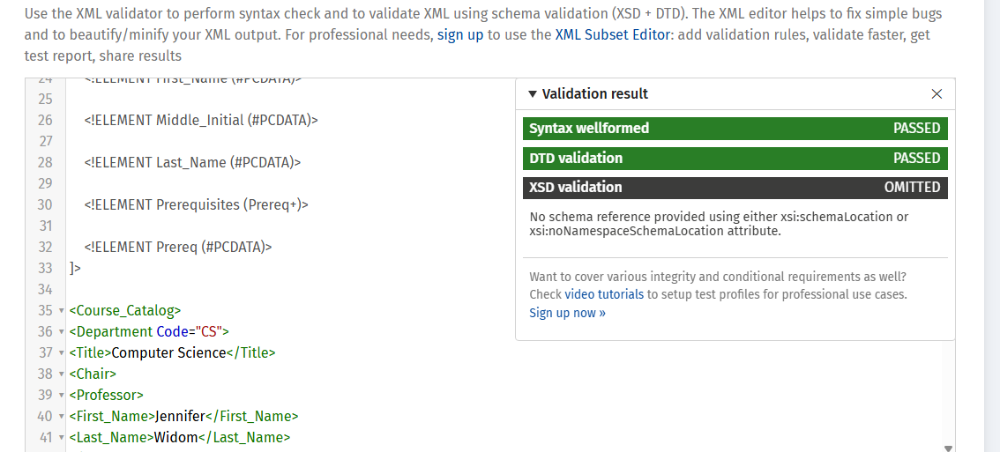 Use the XML validator to perform syntax check and to validate XML using schema validation (XSD + DTD). The XML editor helps to fix simple bugs
and to beautify/minify your XML output. For professional needs, sign up to use the XML Subset Editor: add validation rules, validate faster, get
test report, share results
24 <!ELEMENT First_Name (#PCDATA)>
25
26 <!ELEMENT Middle_Initial (#PCDATA)>
27
28 <!ELEMENT Last_Name (#PCDATA)>
29
30 <!ELEMENT Prerequisites (Prereq+)>
31
32 <!ELEMENT Prereq (#PCDATA)>
33 ]>
34
35 <Course_Catalog>
36 <Department Code="CS">
37 <Title>Computer Science</Title>
38 <Chair>
39 <Professor>
40 <First_Name>Jennifer</First_Name>
41 <Last_Name>Widom</Last_Name>
Validation result
Syntax wellformed PASSED
DTD validation PASSED
XSD validation OMITTED
No schema reference provided using either xsi:schemaLocation or
xsi:noNamespaceSchemaLocation attribute.
Want to cover various integrity and conditional requirements as well?
Check video tutorials to setup test profiles for professional use cases.
Sign up now »